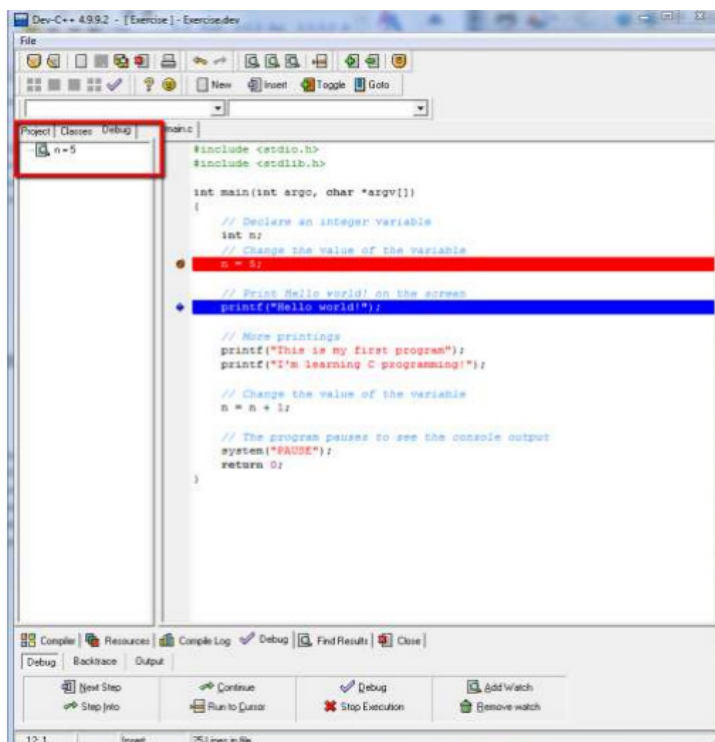 Dev-C++ 4.9.9.2 - [ Exercise ] - Exercise.dev
File
New Insert Toggle Goto
Project Classes Debug main.c
n = 5
#include <stdio.h>
#include <stdlib.h>
int main(int argc, char *argv[])
{
// Declare an integer variable
int n;
// Change the value of the variable
n = 5;
// Print Hello world! on the screen
printf("Hello world!");
// More printings
printf("This is my first program");
printf("I'm learning C programming!");
// Change the value of the variable
n = n + 1;
// The program pauses to see the console output
system("PAUSE");
return 0;
}
Compiler Resources Compile Log Debug Find Results Close
Debug Backtrace Output
Next Step Continue Debug Add Watch
Step Into Run to Cursor Stop Execution Remove watch
12: 1 Insert 25 Lines in file